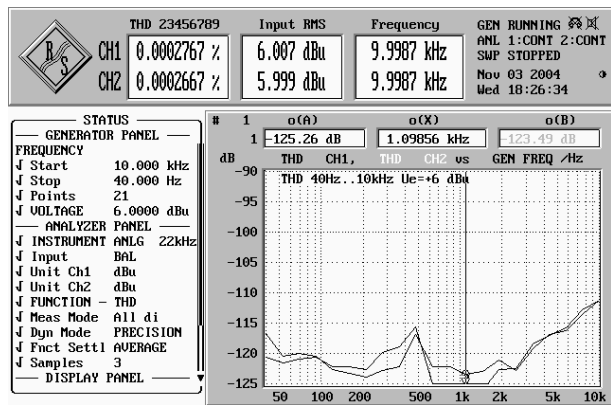 THD 23456789 Input RMS Frequency
R S
CH1 0.0002767 % 6.007 dBu 9.9987 kHz
CH2 0.0002667 % 5.999 dBu 9.9987 kHz
GEN RUNNING
ANL 1:CONT 2:CONT
SWP STOPPED
Nov 03 2004
Wed 18:26:34
STATUS
GENERATOR PANEL
FREQUENCY
√ Start 10.000 kHz
√ Stop 40.000 Hz
√ Points 21
√ VOLTAGE 6.0000 dBu
ANALYZER PANEL
√ INSTRUMENT ANLG 22kHz
√ Input BAL
√ Unit Ch1 dBu
√ Unit Ch2 dBu
√ FUNCTION - THD
√ Meas Mode All di
√ Dyn Mode PRECISION
√ Fnct Settl AVERAGE
√ Samples 3
DISPLAY PANEL
# 1 o(A) o(X) o(B)
1 -125.26 dB 1.09856 kHz -123.49 dB
dB THD CH1, THD CH2 vs GEN FREQ /Hz
THD 40Hz..10kHz Ue=+6 dBu
-90
-95
-100
-105
-110
-115
-120
-125
50 100 200 500 1k 2k 5k 10k